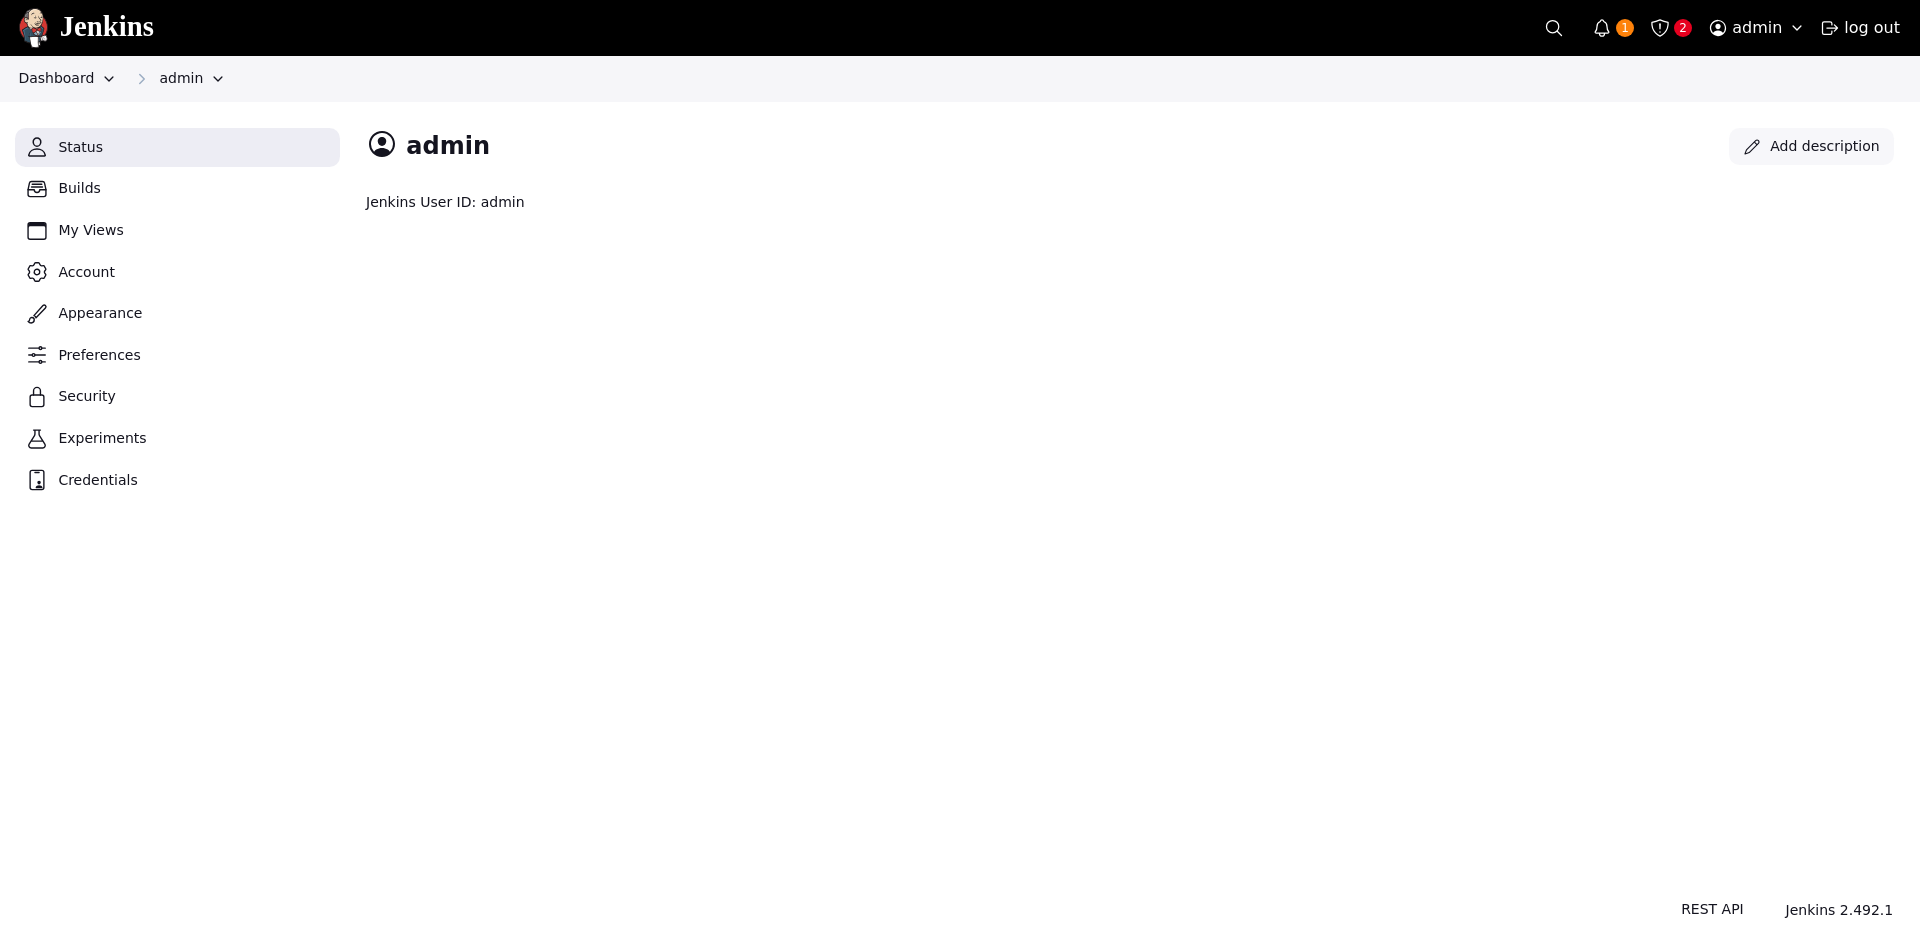 Jenkins
1
2
admin
log out
Dashboard
admin
Status
Builds
My Views
Account
Appearance
Preferences
Security
Experiments
Credentials
admin
Add description
Jenkins User ID: admin
REST API
Jenkins 2.492.1